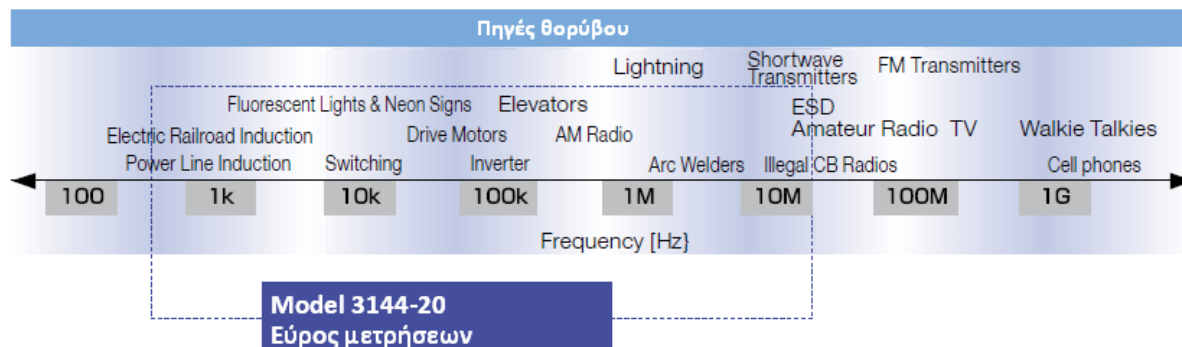 Πηγές θορύβου
Lightning
Shortwave
Transmitters
FM Transmitters
Fluorescent Lights & Neon Signs
Elevators
ESD
Electric Railroad Induction
Drive Motors
AM Radio
Amateur Radio TV
Walkie Talkies
Power Line Induction
Switching
Inverter
Arc Welders
Illegal CB Radios
Cell phones
100 1k 10k 100k 1M 10M 100M 1G
Frequency [Hz}
Model 3144-20
Εύρος μετρήσεων